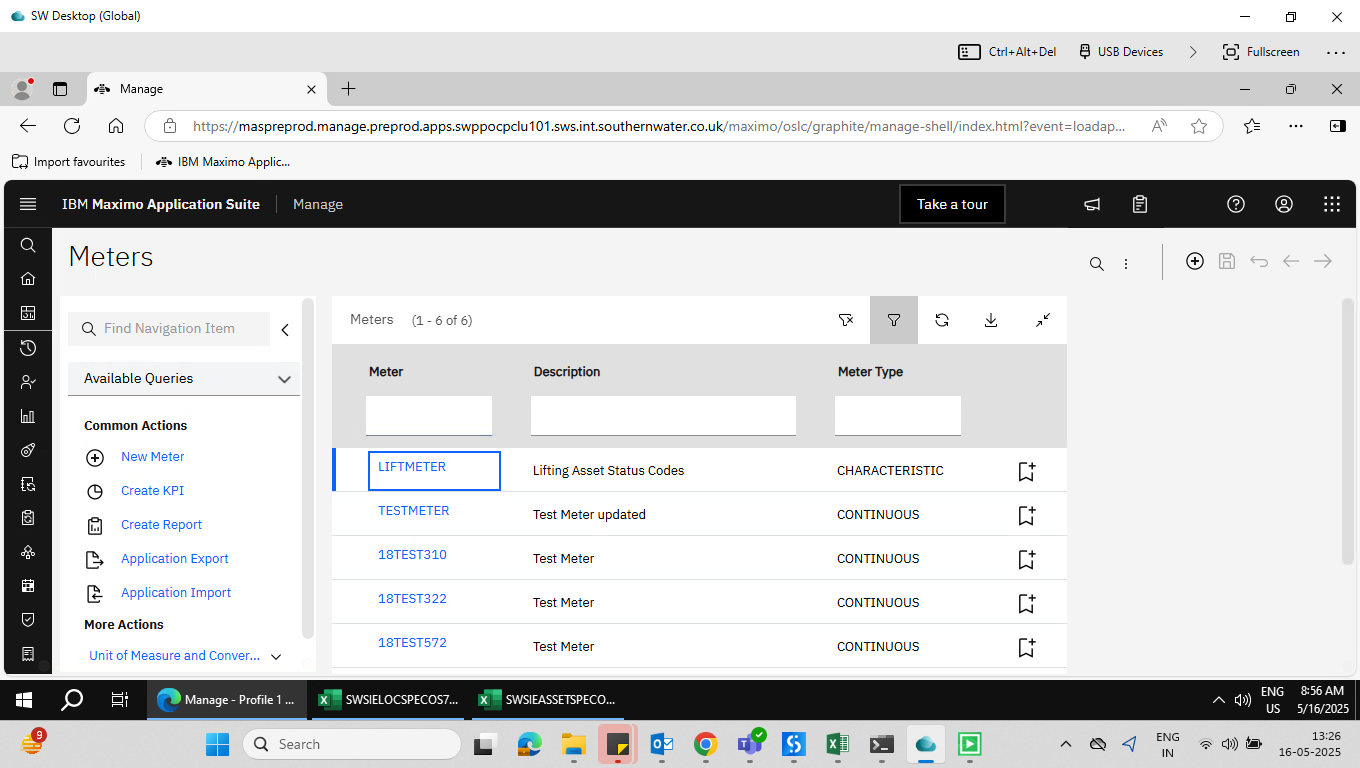 SW Desktop (Global)
Ctrl+Alt+Del
USB Devices
Fullscreen
Manage
https://maspreprod.manage.preprod.apps.swppocpclu101.sws.int.southernwater.co.uk/maximo/oslc/graphite/manage-shell/index.html?event=loadap...
Import favourites
IBM Maximo Applic...
IBM Maximo Application Suite
Manage
Take a tour
Meters
Find Navigation Item
Available Queries
Common Actions
New Meter
Create KPI
Create Report
Application Export
Application Import
More Actions
Unit of Measure and Conver...
Meters (1 - 6 of 6)
Meter Description Meter Type
LIFTMETER Lifting Asset Status Codes CHARACTERISTIC
TESTMETER Test Meter updated CONTINUOUS
18TEST310 Test Meter CONTINUOUS
18TEST322 Test Meter CONTINUOUS
18TEST572 Test Meter CONTINUOUS
Manage - Profile 1 ...
SWSIELOCSPECOS7...
SWSIEASSETSPECO...
ENG
US
8:56 AM
5/16/2025
9
Search
ENG
IN
13:26
16-05-2025